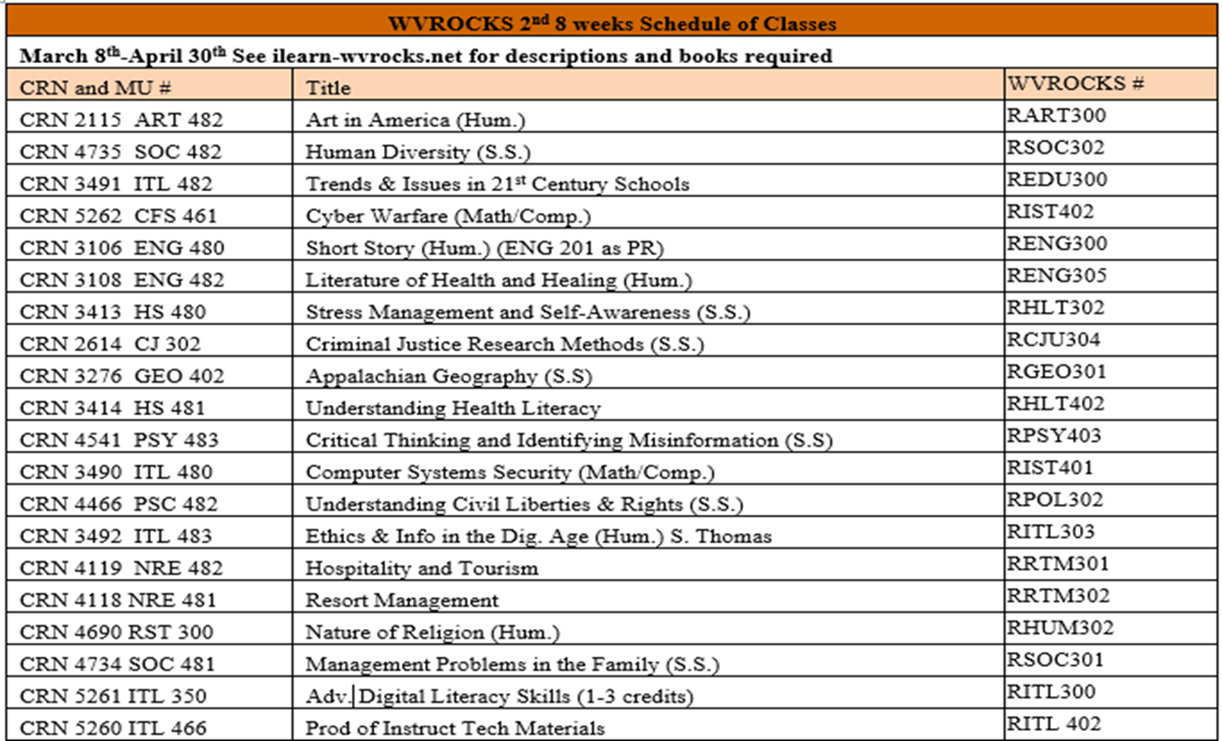 WVROCKS 2nd 8 weeks Schedule of Classes
March 8th-April 30th See ilearn-wvrocks.net for descriptions and books required
CRN and MU # Title WVROCKS #
CRN 2115 ART 482 Art in America (Hum.) RART300
CRN 4735 SOC 482 Human Diversity (S.S.) RSOC302
CRN 3491 ITL 482 Trends & Issues in 21st Century Schools REDU300
CRN 5262 CFS 461 Cyber Warfare (Math/Comp.) RIST402
CRN 3106 ENG 480 Short Story (Hum.) (ENG 201 as PR) RENG300
CRN 3108 ENG 482 Literature of Health and Healing (Hum.) RENG305
CRN 3413 HS 480 Stress Management and Self-Awareness (S.S.) RHLT302
CRN 2614 CJ 302 Criminal Justice Research Methods (S.S.) RCJU304
CRN 3276 GEO 402 Appalachian Geography (S.S) RGEO301
CRN 3414 HS 481 Understanding Health Literacy RHLT402
CRN 4541 PSY 483 Critical Thinking and Identifying Misinformation (S.S) RPSY403
CRN 3490 ITL 480 Computer Systems Security (Math/Comp.) RIST401
CRN 4466 PSC 482 Understanding Civil Liberties & Rights (S.S.) RPOL302
CRN 3492 ITL 483 Ethics & Info in the Dig. Age (Hum.) S. Thomas RITL303
CRN 4119 NRE 482 Hospitality and Tourism RRTM301
CRN 4118 NRE 481 Resort Management RRTM302
CRN 4690 RST 300 Nature of Religion (Hum.) RHUM302
CRN 4734 SOC 481 Management Problems in the Family (S.S.) RSOC301
CRN 5261 ITL 350 Adv. Digital Literacy Skills (1-3 credits) RITL300
CRN 5260 ITL 466 Prod of Instruct Tech Materials RITL 402